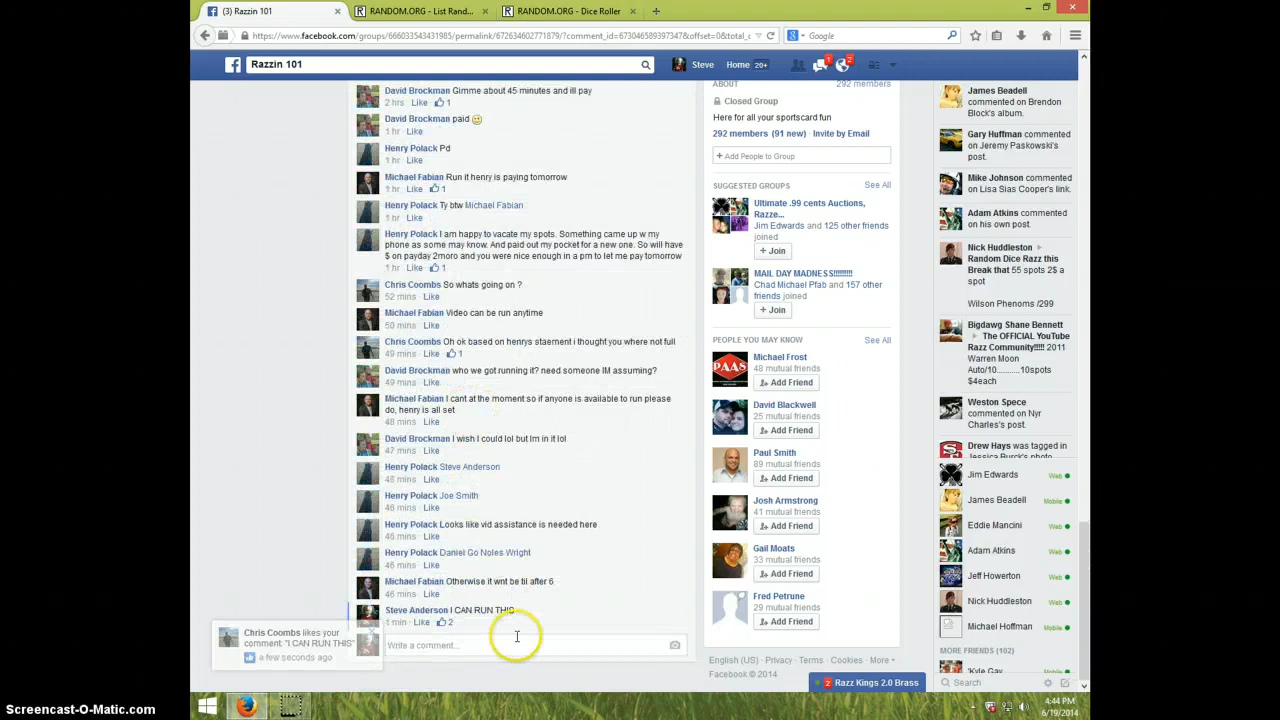 (3) Razzin 101
RANDOM.ORG - List Rand...
RANDOM.ORG - Dice Roller
https://www.facebook.com/groups/666033543431985/permalink/672634602771879/?comment_id=673046589397347&offset=0&total_c
Google
Razzin 101
Steve
Home 20+
1
2
David Brockman Gimme about 45 minutes and ill pay
2 hrs · Like · 1
David Brockman paid
1 hr · Like
Henry Polack Pd
1 hr · Like
Michael Fabian Run it henry is paying tomorrow
1 hr · Like · 1
Henry Polack Ty btw Michael Fabian
1 hr · Like
Henry Polack I am happy to vacate my spots. Something came up w my
phone as some may know. And paid out my pocket for a new one. So will have
$ on payday 2moro and you were nice enough in a pm to let me pay tomorrow
1 hr · Like · 1
Chris Coombs So whats going on ?
52 mins · Like
Michael Fabian Video can be run anytime
50 mins · Like
Chris Coombs Oh ok based on henrys staernent i thought you where not full
49 mins · Like · 1
David Brockman who we got running it? need someone IM assuming?
49 mins · Like
Michael Fabian I cant at the moment so if anyone is available to run please
do, henry is all set
48 mins · Like
David Brockman I wish I could lol but Im in it lol
47 mins · Like
Henry Polack Steve Anderson
46 mins · Like
Henry Polack Joe Smith
46 mins · Like
Henry Polack Looks like vid assistance is needed here
46 mins · Like
Henry Polack Daniel Go Noles Wright
46 mins · Like
Michael Fabian Otherwise it wnt be til after 6
46 mins · Like
Steve Anderson I CAN RUN THIS
1 min · Like · 2
Write a comment...
Chris Coombs likes your
comment: "I CAN RUN THIS"
a few seconds ago
ABOUT
292 members
Closed Group
Here for all your sportscard fun
292 members (91 new) · Invite by Email
+ Add People to Group
SUGGESTED GROUPS
See All
Ultimate .99 cents Auctions,
Razze...
Jim Edwards and 125 other friends
joined
+ Join
MAIL DAY MADNESS!!!!!!!!!
Chad Michael Pfab and 157 other
friends joined
+ Join
PEOPLE YOU MAY KNOW
See All
Michael Frost
48 mutual friends
Add Friend
PAAS
David Blackwell
25 mutual friends
Add Friend
Paul Smith
89 mutual friends
Add Friend
Josh Armstrong
41 mutual friends
Add Friend
Gail Moats
33 mutual friends
Add Friend
Fred Petrune
29 mutual friends
Add Friend
English (US) · Privacy · Terms · Cookies · More
Facebook © 2014
2 Razz Kings 2.0 Brass
James Beadell
commented on Brendon
Block's album.
Gary Huffman commented
on Jeremy Paskowski's
post.
Mike Johnson commented
on Lisa Sias Cooper's link.
Adam Atkins commented
on his own post.
Nick Huddleston
Random Dice Razz this
Break that 55 spots 2$ a
spot
Wilson Phenoms /299
Bigdawg Shane Bennett
The OFFICIAL YouTube
Razz Community!!!!! 2011
Warren Moon
Auto/10..........10spots
$4each
Weston Spece
commented on Nyr
Charles's post.
Drew Hays was tagged in
Jessica Burck's photo
Jim Edwards Web
James Beadell Mobile
Eddie Mancini Web
Adam Atkins Web
Jeff Howerton Web
Nick Huddleston Web
Michael Hoffman Mobile
MORE FRIENDS (102)
'Kyle Gay
Search
4:44 PM
6/19/2014
Screencast-O-Matic.com